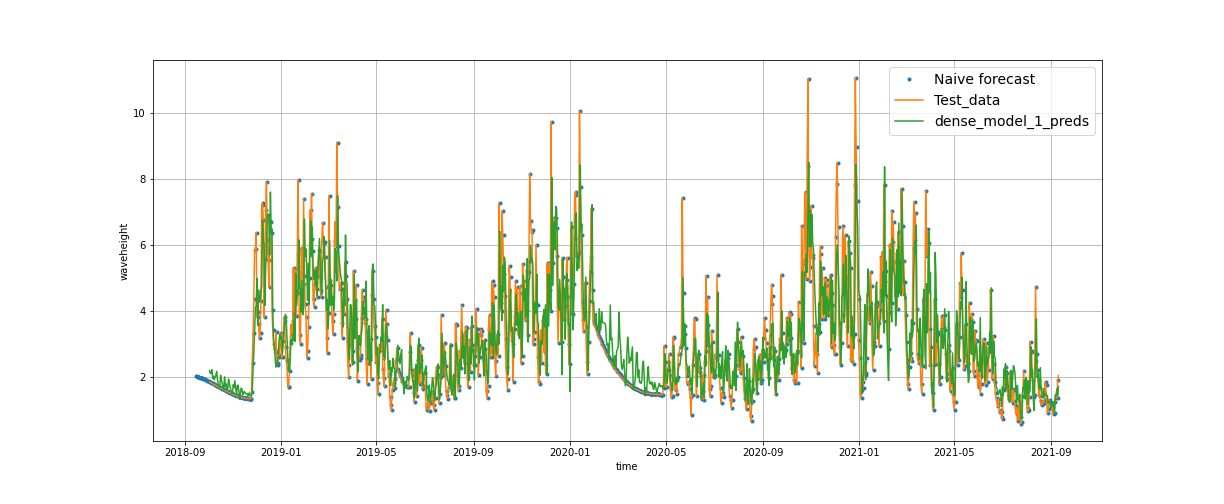 Naive forecast
Test_data
dense_model_1_preds
10
8
6
4
2
waveheight
2018-09 2019-01 2019-05 2019-09 2020-01 2020-05 2020-09 2021-01 2021-05 2021-09
time